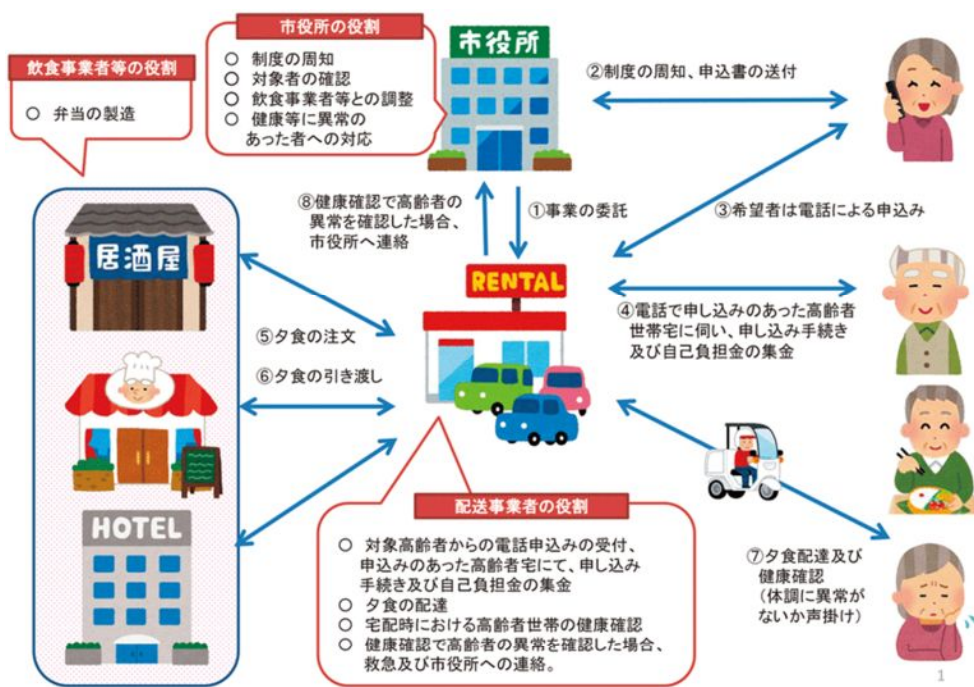 市役所の役割
○ 制度の周知
○ 対象者の確認
○ 飲食事業者等との調整
○ 健康等に異常の
あった者への対応
飲食事業者等の役割
○ 弁当の製造
市役所
②制度の周知、申込書の送付
⑧健康確認で高齢者の
異常を確認した場合、
市役所へ連絡
①事業の委託
③希望者は電話による申込み
居酒屋
RENTAL
④電話で申し込みのあった高齢者
世帯宅に伺い、申し込み手続き
及び自己負担金の集金
⑤夕食の注文
⑥夕食の引き渡し
HOTEL
配送事業者の役割
○ 対象高齢者からの電話申込みの受付、
申込みのあった高齢者宅にて、申し込み
手続き及び自己負担金の集金
○ 夕食の配達
○ 宅配時における高齢者世帯の健康確認
○ 健康確認で高齢者の異常を確認した場合、
救急及び市役所への連絡。
⑦夕食配達及び
健康確認
(体調に異常が
ないか声掛け)
1